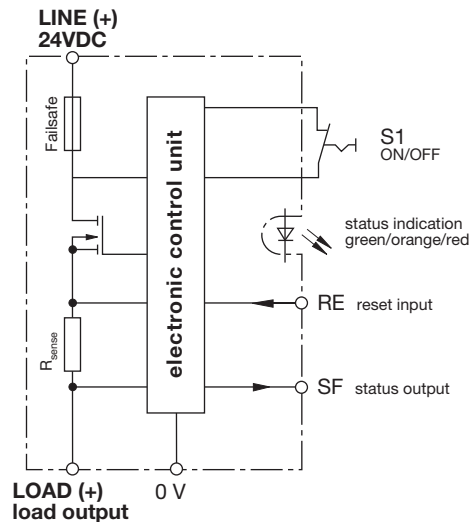 LINE (+)
24VDC
Failsafe
electronic control unit
S1
ON/OFF
status indication
green/orange/red
RE reset input
Rsense
SF status output
LOAD (+)
load output
0 V